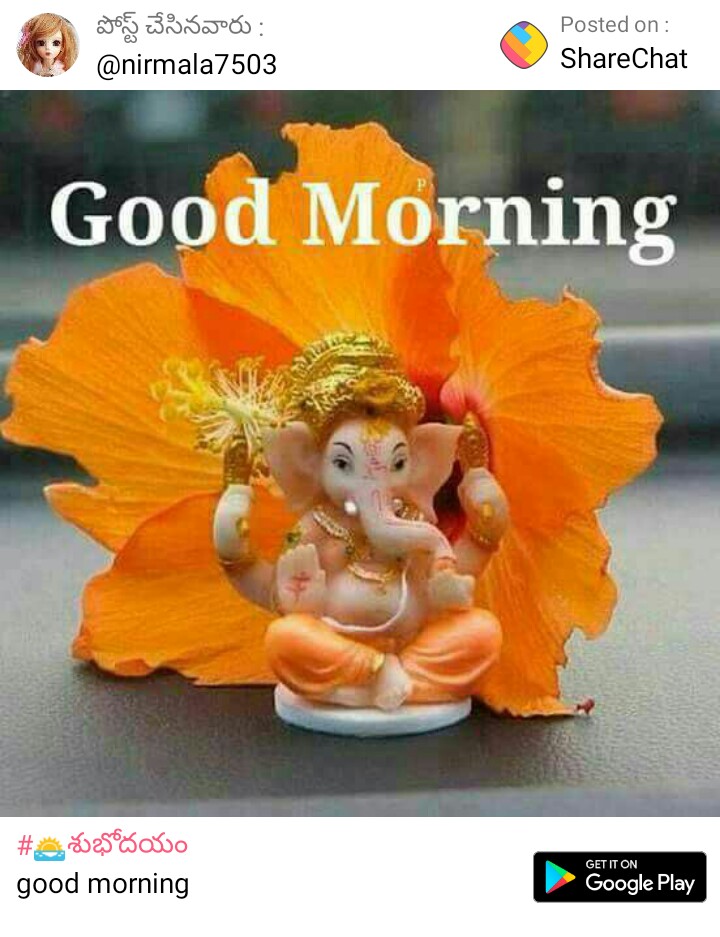 పోస్ట్ చేసినవారు :
@nirmala7503
Posted on :
ShareChat
Good Morning
#🌅శుభోదయం
good morning
GET IT ON
Google Play